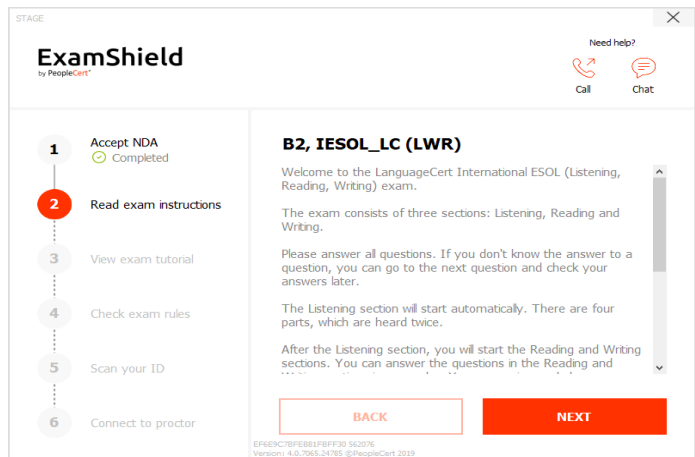 STAGE
Need help?
ExamShield
by PeopleCert
Call
Chat
1
Accept NDA
Completed
2
Read exam instructions
3
View exam tutorial
4
Check exam rules
5
Scan your ID
6
Connect to proctor
B2, IESOL_LC (LWR)
Welcome to the LanguageCert International ESOL (Listening,
Reading, Writing) exam.
The exam consists of three sections: Listening, Reading and
Writing.
Please answer all questions. If you don't know the answer to a
question, you can go to the next question and check your
answers later.
The Listening section will start automatically. There are four
parts, which are heard twice.
After the Listening section, you will start the Reading and Writing
sections. You can answer the questions in the Reading and
BACK
NEXT
EF6E9C7BFEB81FBFF30 562076
Version: 4.0.7065.24785 ©PeopleCert 2019